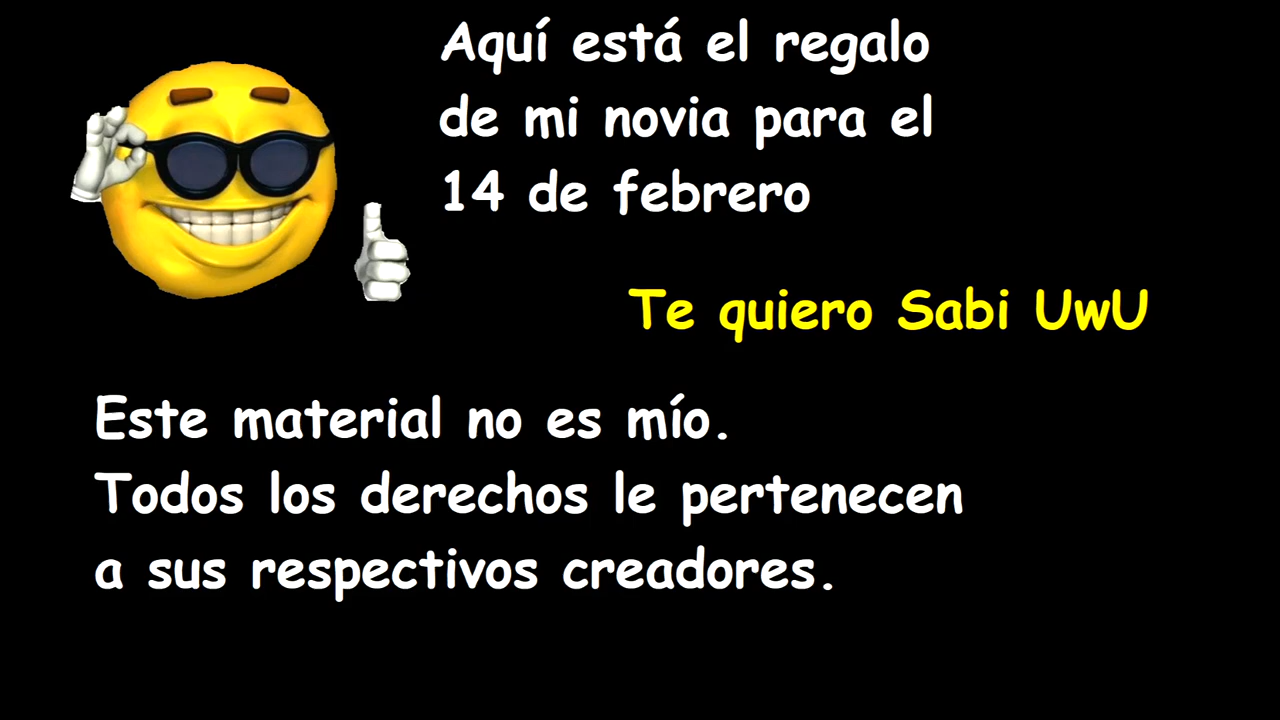 Aquí está el regalo
de mi novia para el
14 de febrero
Te quiero Sabi UwU
Este material no es mío.
Todos los derechos le pertenecen
a sus respectivos creadores.